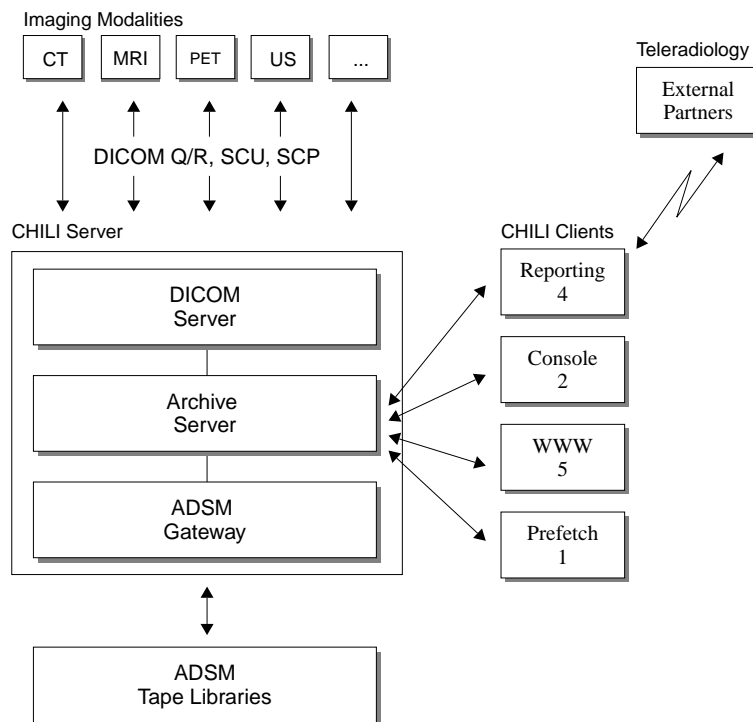 Imaging Modalities
CT MRI PET US ...
Teleradiology
External
Partners
DICOM Q/R, SCU, SCP
CHILI Server
DICOM
Server
Archive
Server
ADSM
Gateway
ADSM
Tape Libraries
CHILI Clients
Reporting
4
Console
2
WWW
5
Prefetch
1